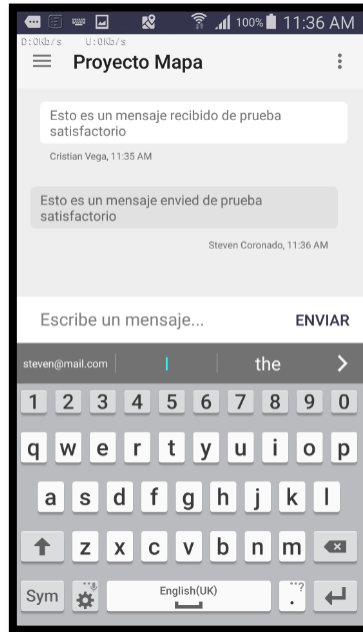 100% 11:36 AM
D:0Kb/s U:0Kb/s
Proyecto Mapa
Esto es un mensaje recibido de prueba
satisfactorio
Cristian Vega, 11:35 AM
Esto es un mensaje envied de prueba
satisfactorio
Steven Coronado, 11:36 AM
Escribe un mensaje... ENVIAR
steven@mail.com I the
1 2 3 4 5 6 7 8 9 0
q w e r t y u i o p
a s d f g h j k l
z x c v b n m
Sym English(UK) . ...?